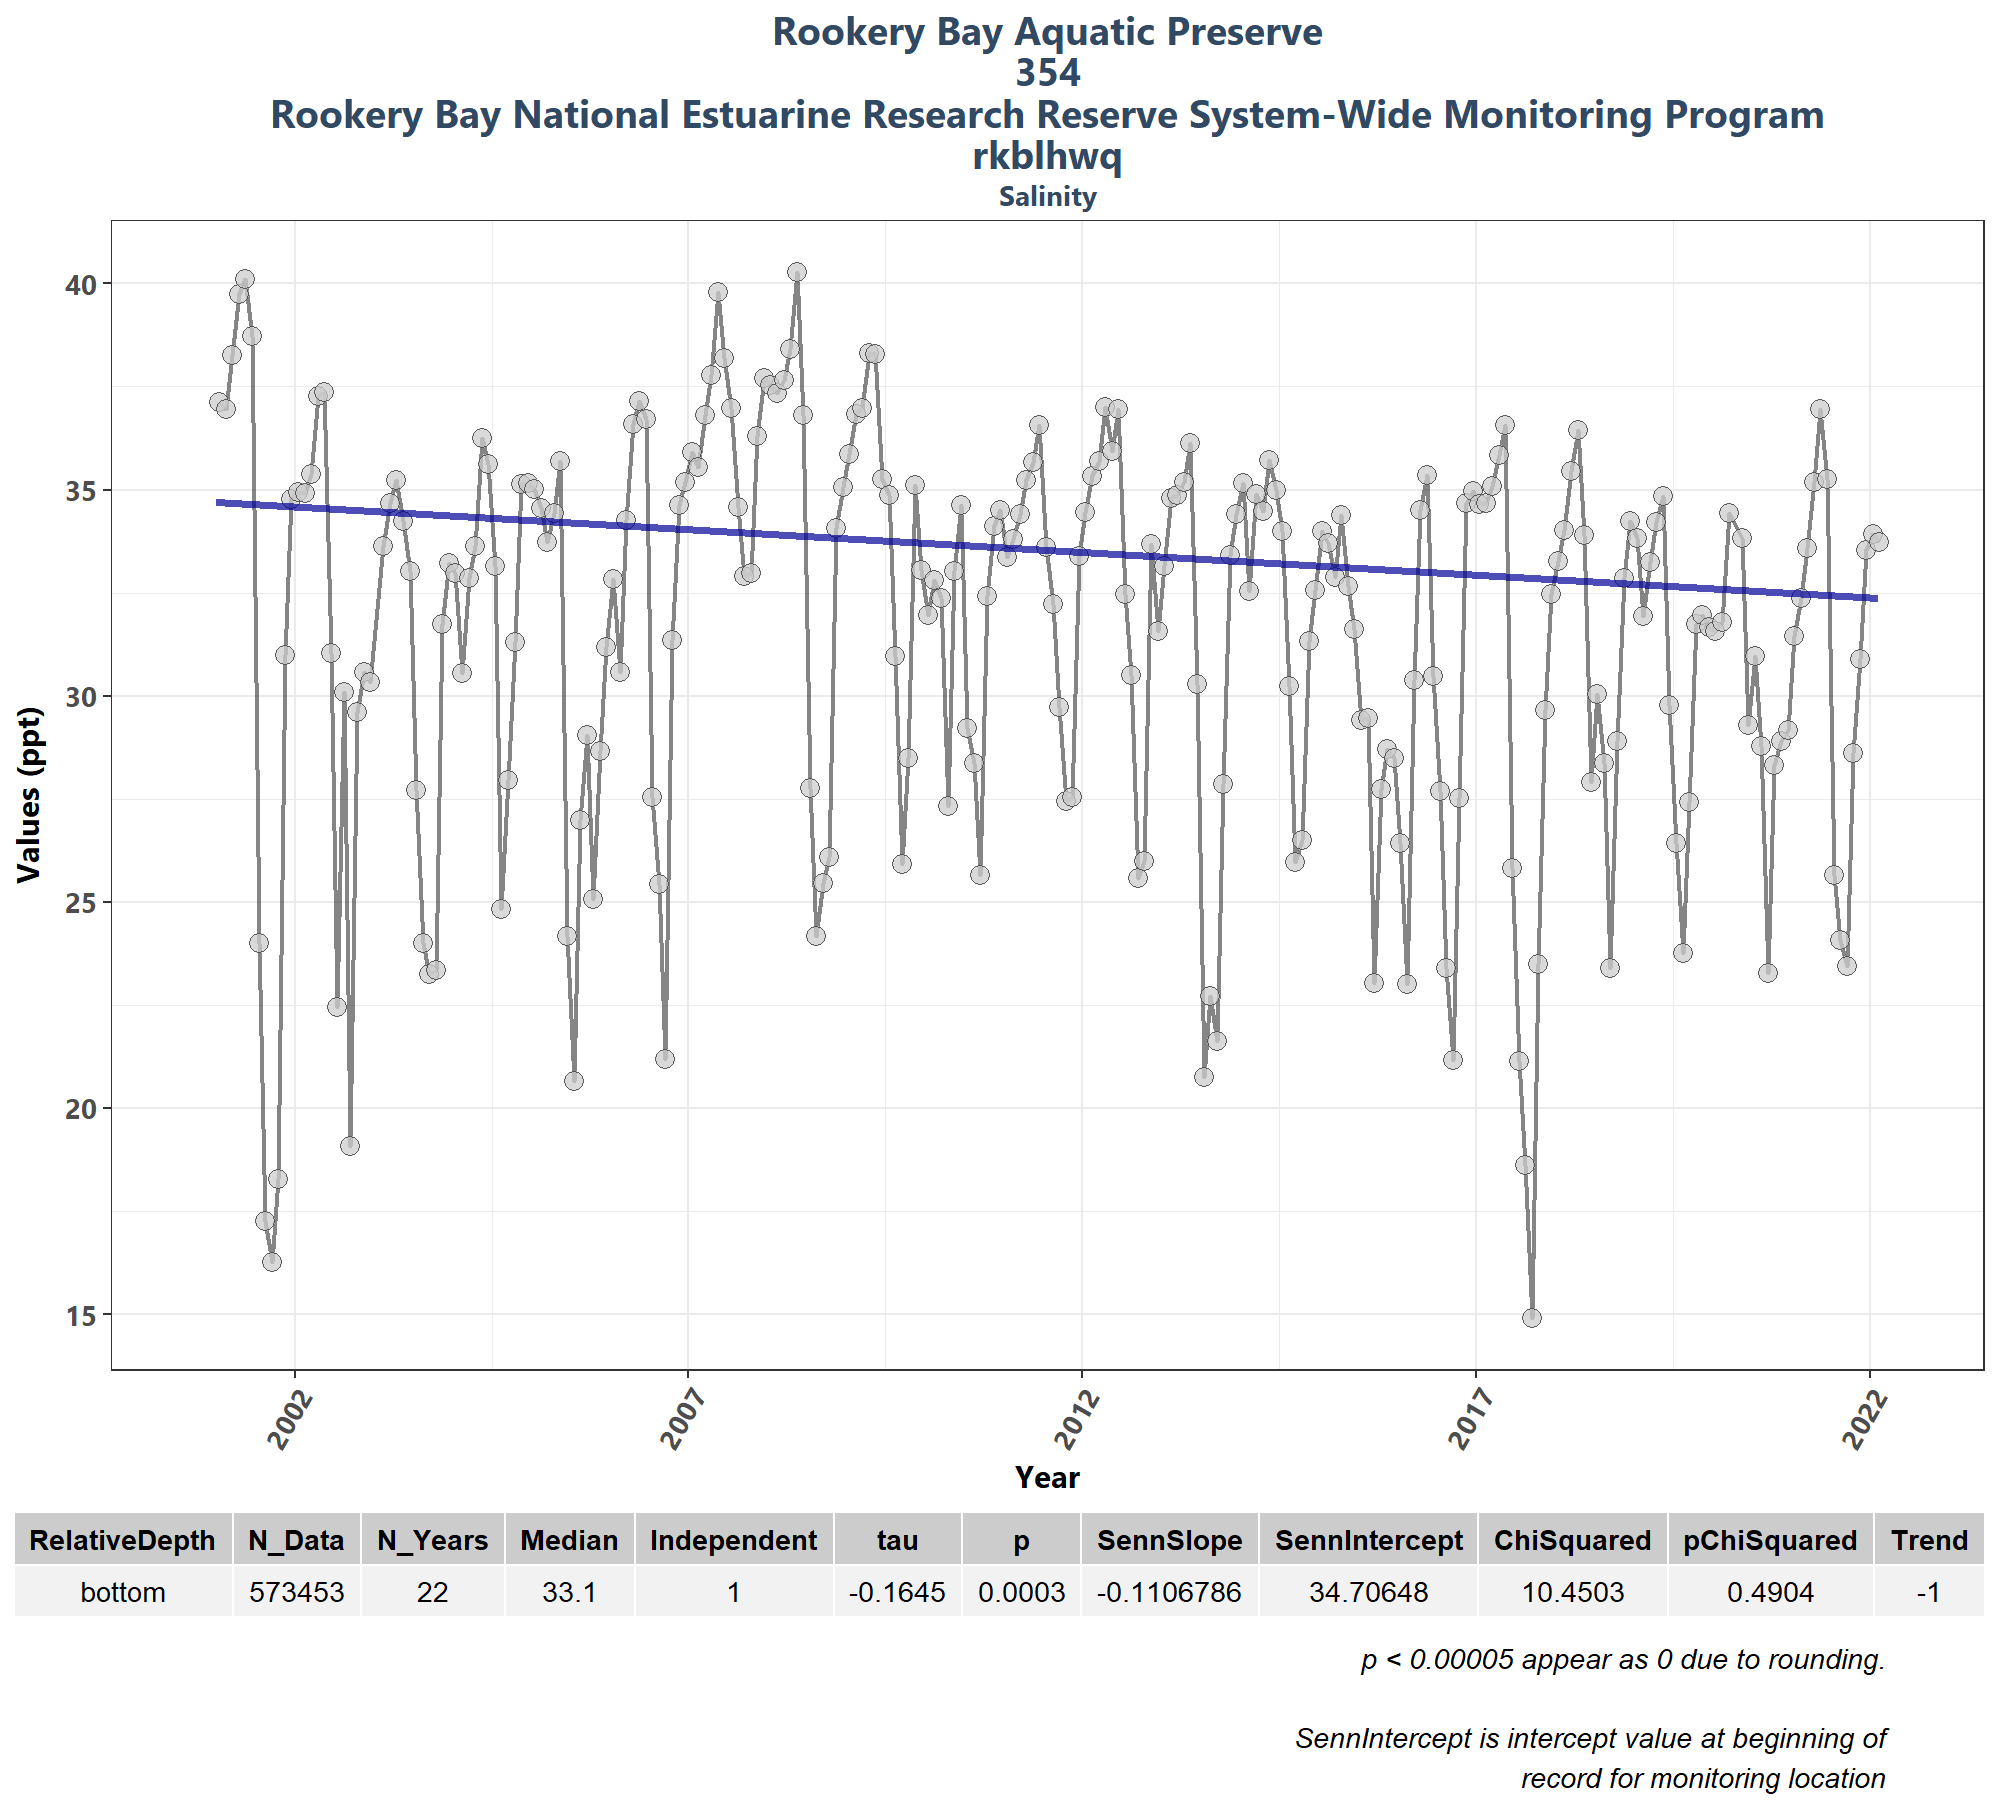 Rookery Bay Aquatic Preserve
354
Rookery Bay National Estuarine Research Reserve System-Wide Monitoring Program
rkblhwq
Salinity
40
35
30
25
20
15
Values (ppt)
2002 2007 2012 2017 2022
Year
RelativeDepth N_Data N_Years Median Independent tau p SennSlope SennIntercept ChiSquared pChiSquared Trend
bottom 573453 22 33.1 1 -0.1645 0.0003 -0.1106786 34.70648 10.4503 0.4904 -1
p < 0.00005 appear as 0 due to rounding.
SennIntercept is intercept value at beginning of
record for monitoring location